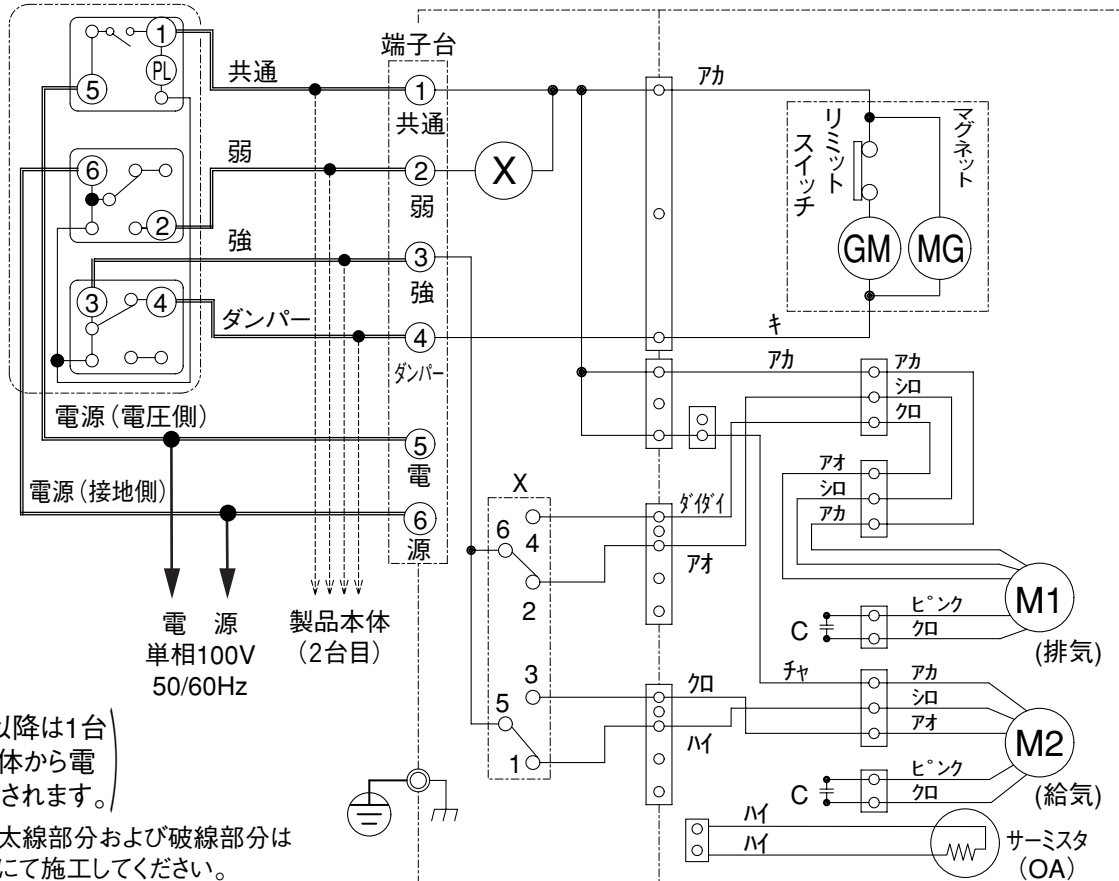 端子台
1
PL
5
共通
1
共通
アカ
リミット
スイッチ
マグネット
6
2
弱
2
弱
X
GM
MG
3
4
強
3
強
ダンパー
4
ダンパー
キ
電源(電圧側)
5
電
電源(接地側)
6
源
アカ
アカ
シロ
クロ
アオ
シロ
アカ
X
6
4
2
ダイダイ
アオ
電 源
単相100V
50/60Hz
製品本体
(2台目)
M1
(排気)
C
ピンク
クロ
3
5
1
クロ
ハイ
チャ
アカ
シロ
アオ
M2
(給気)
C
ピンク
クロ
以降は1台
体から電
されます。
太線部分および破線部分は
にて施工してください。
ハイ
ハイ
サーミスタ
(OA)